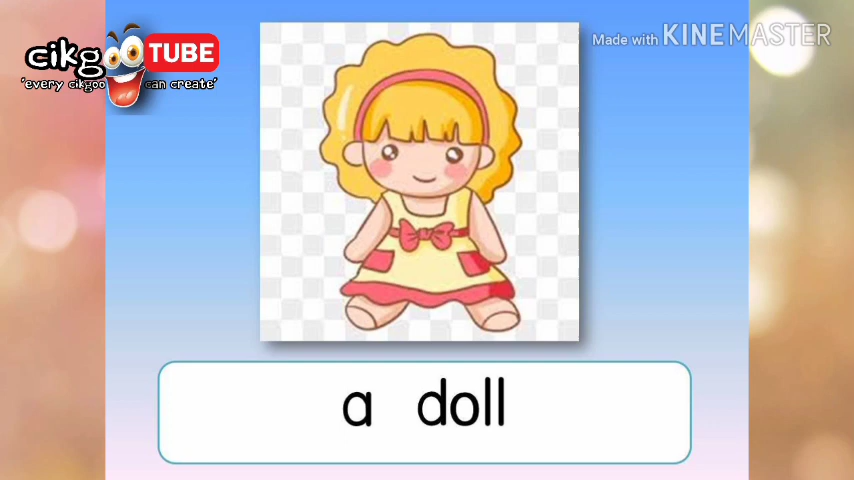 cikgoo TUBE
'every cikgoo can create'
Made with KINEMASTER
a doll